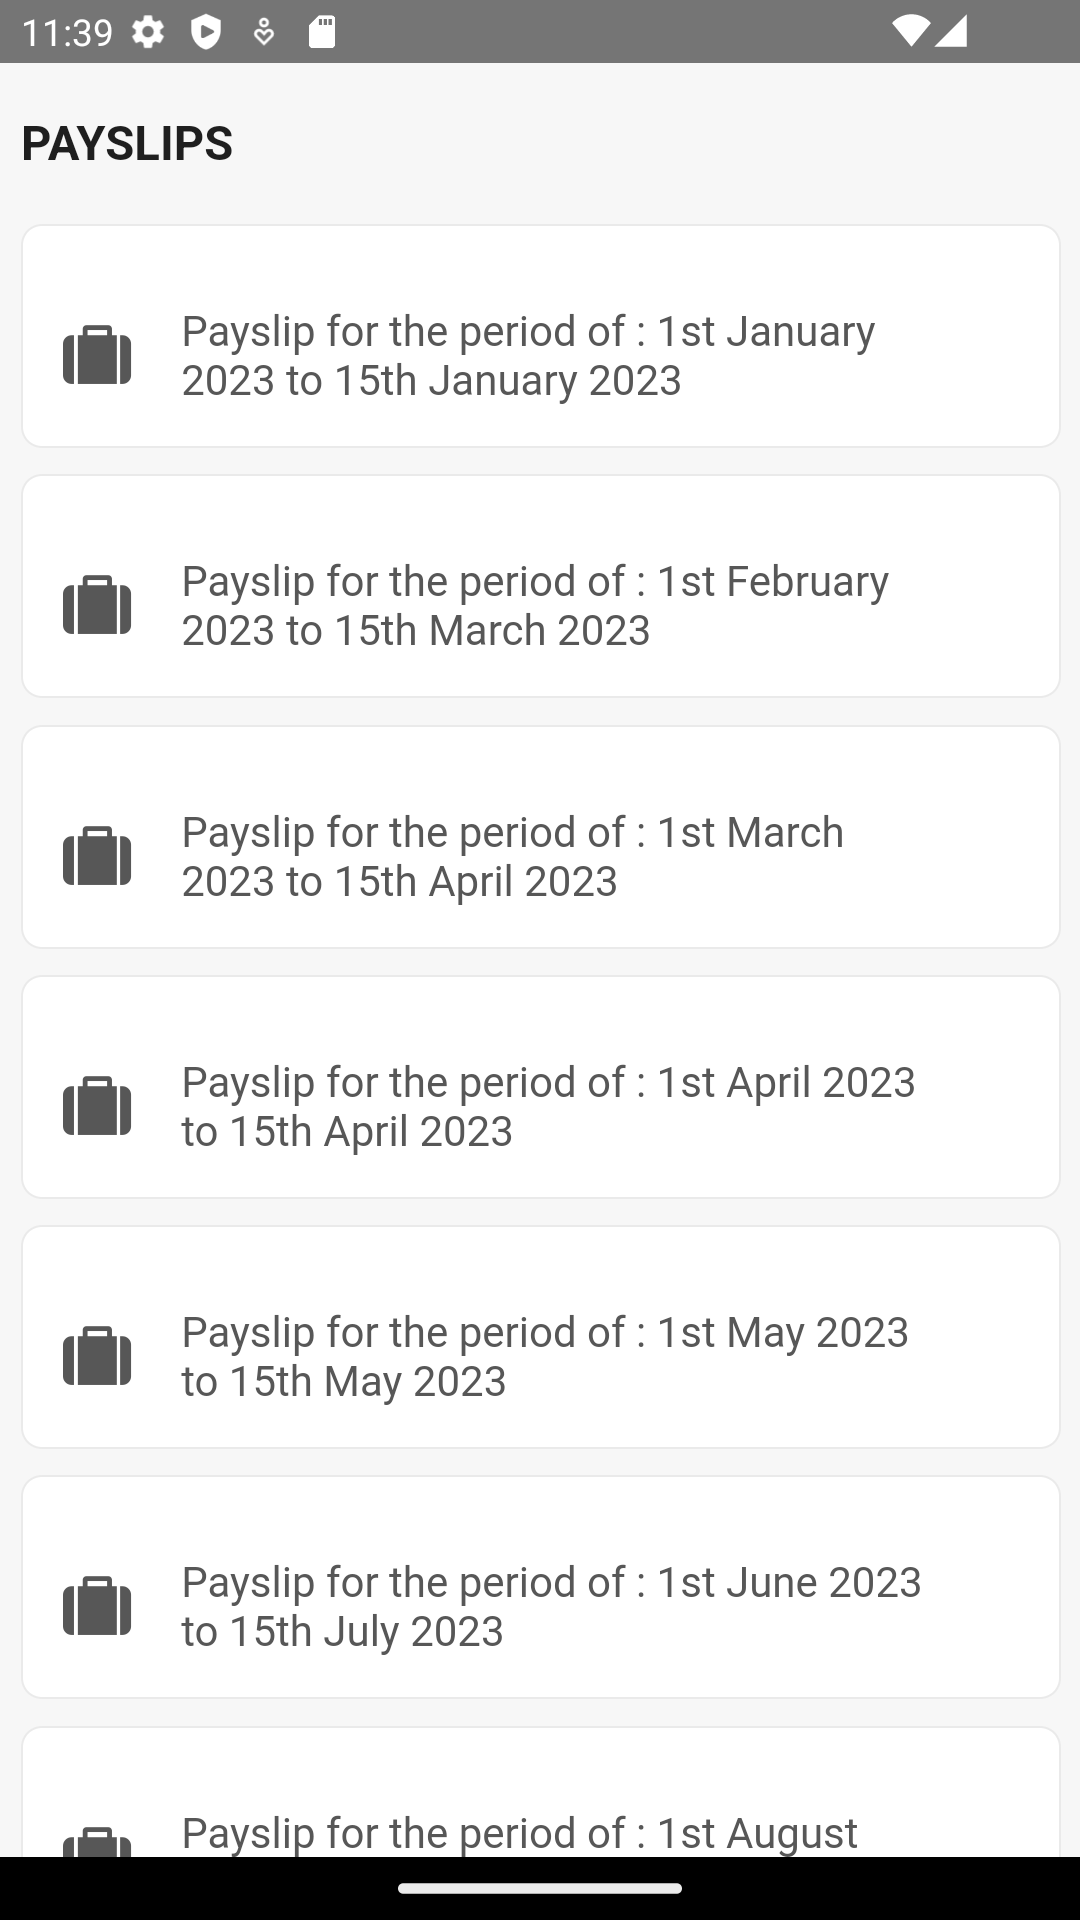 11:39
PAYSLIPS
Payslip for the period of : 1st January
2023 to 15th January 2023
Payslip for the period of : 1st February
2023 to 15th March 2023
Payslip for the period of : 1st March
2023 to 15th April 2023
Payslip for the period of : 1st April 2023
to 15th April 2023
Payslip for the period of : 1st May 2023
to 15th May 2023
Payslip for the period of : 1st June 2023
to 15th July 2023
Payslip for the period of : 1st August